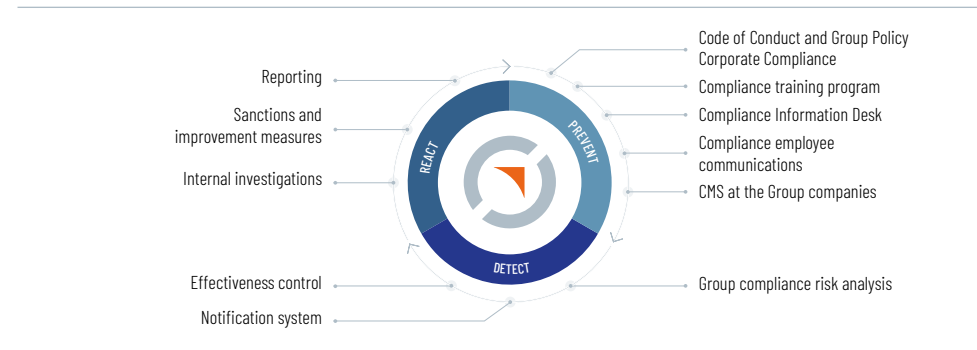 Code of Conduct and Group Policy
Corporate Compliance
Compliance training program
Compliance Information Desk
Compliance employee
communications
CMS at the Group companies
Group compliance risk analysis
Reporting
Sanctions and
improvement measures
Internal investigations
Effectiveness control
Notification system
REACT
PREVENT
DETECT